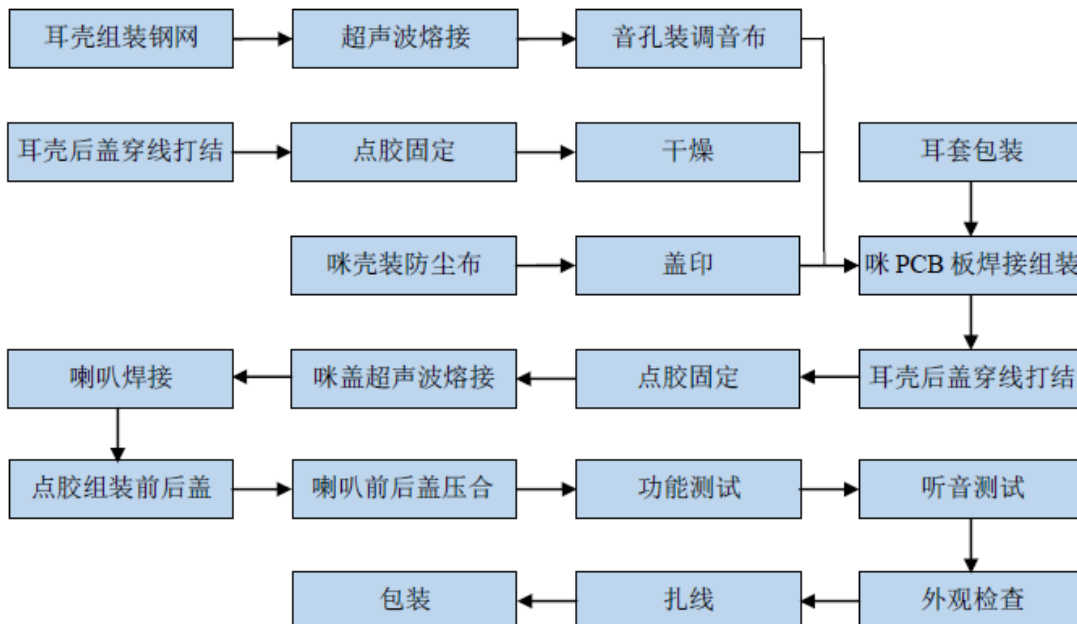 耳壳组装钢网
超声波熔接
音孔装调音布
耳壳后盖穿线打结
点胶固定
干燥
耳套包装
咪壳装防尘布
盖印
咪 PCB 板焊接组装
喇叭焊接
咪盖超声波熔接
点胶固定
耳壳后盖穿线打结
点胶组装前后盖
喇叭前后盖压合
功能测试
听音测试
包装
扎线
外观检查